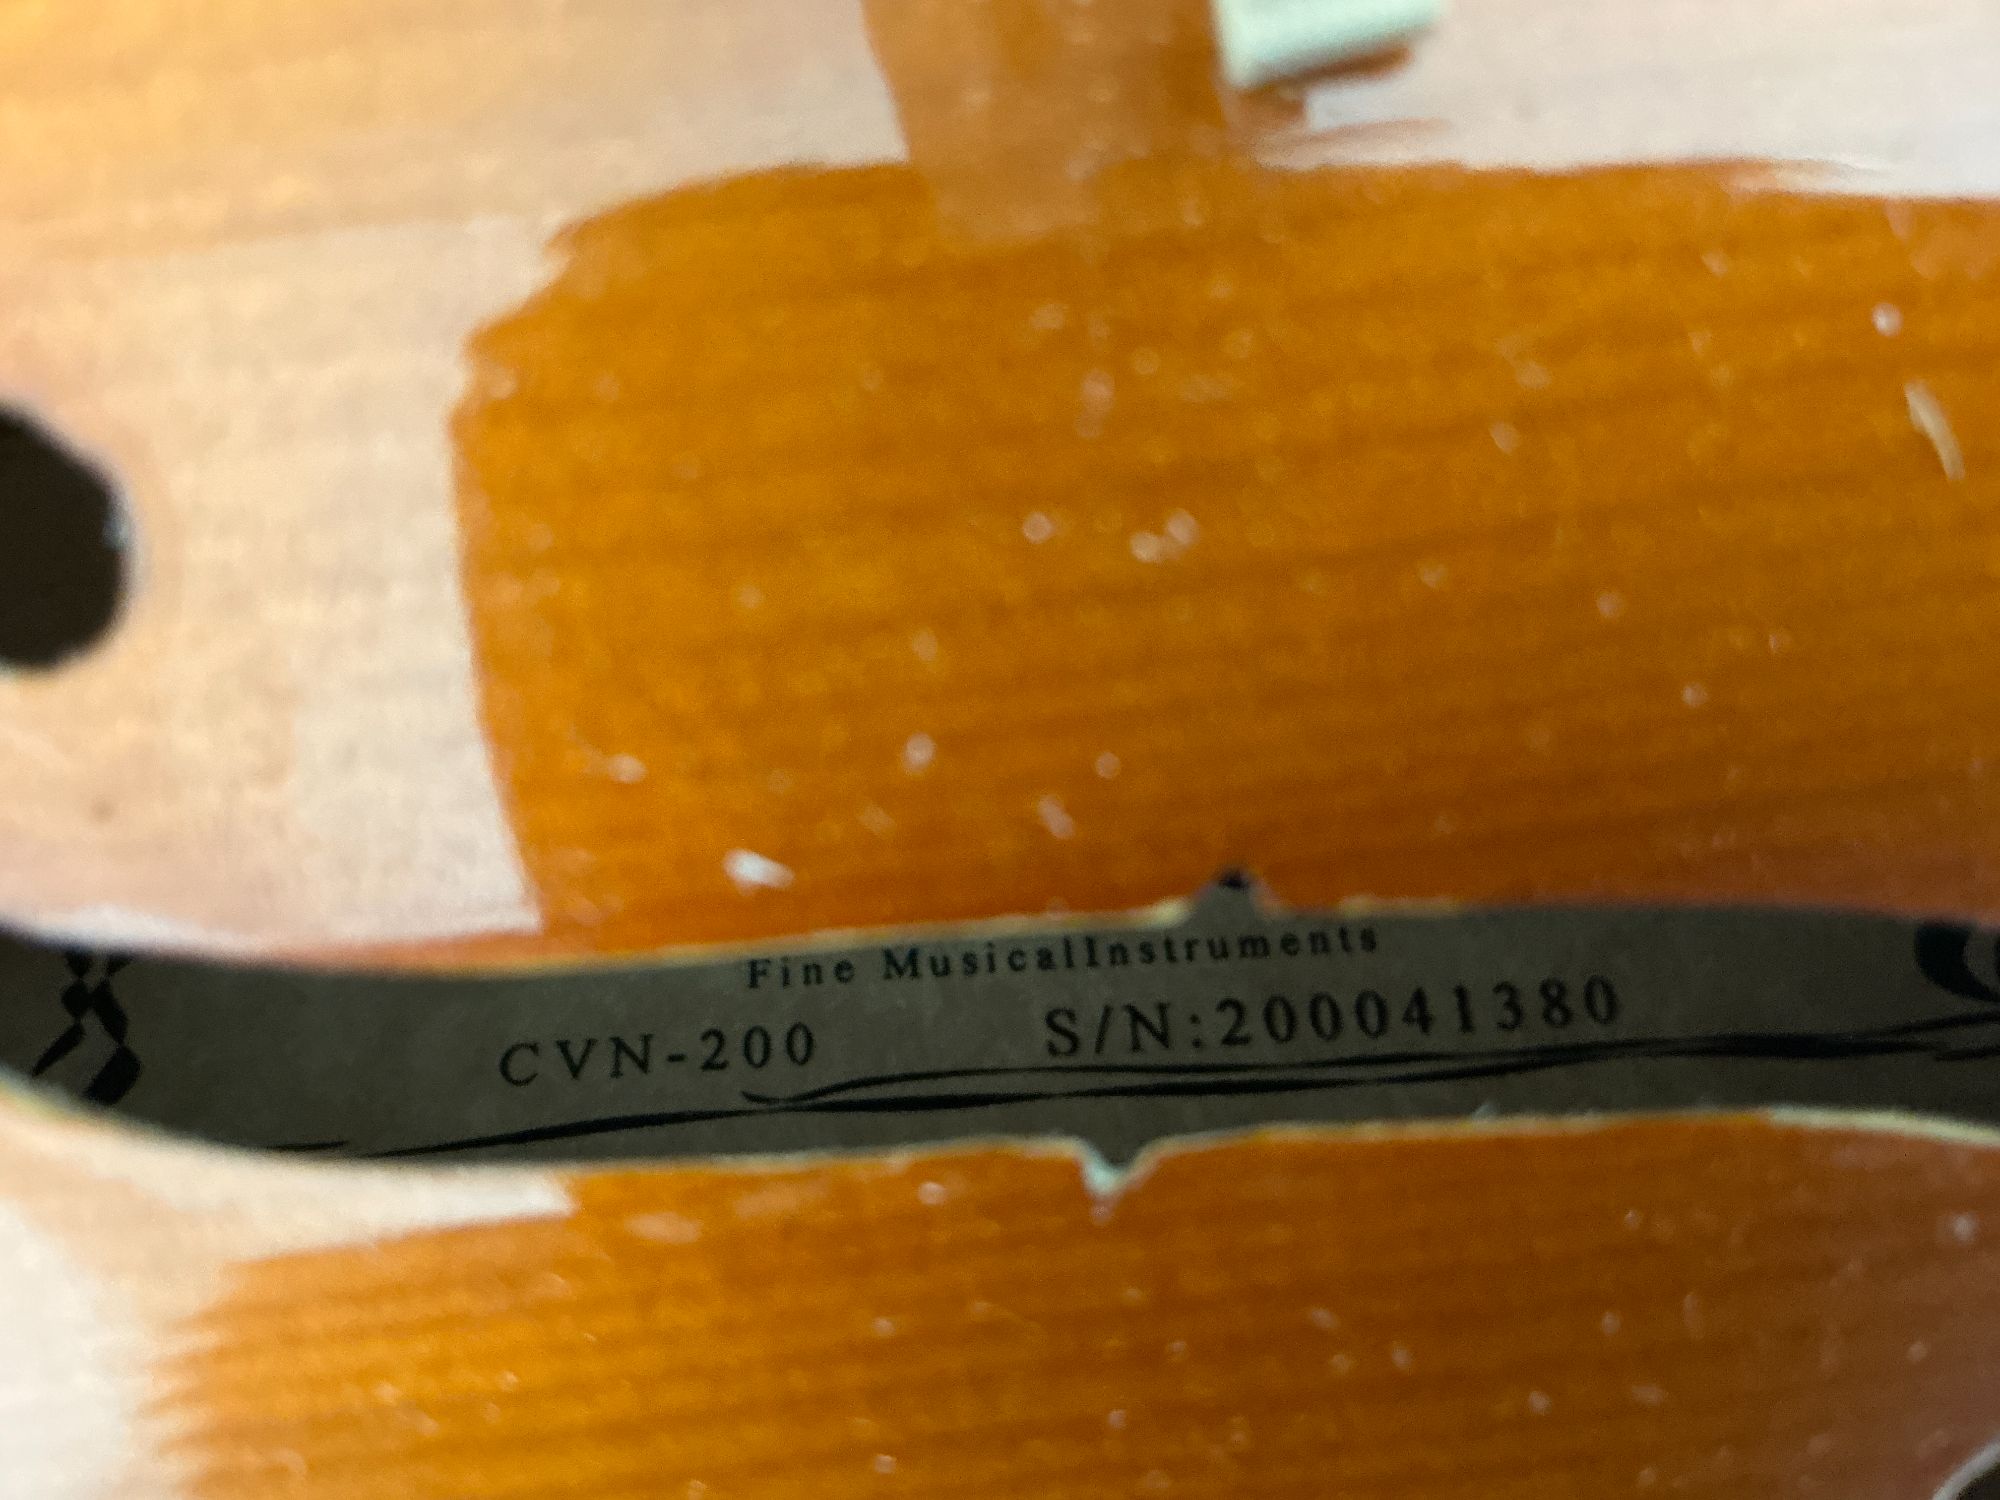 Fine MusicalInstruments
CVN-200 S/N:200041380